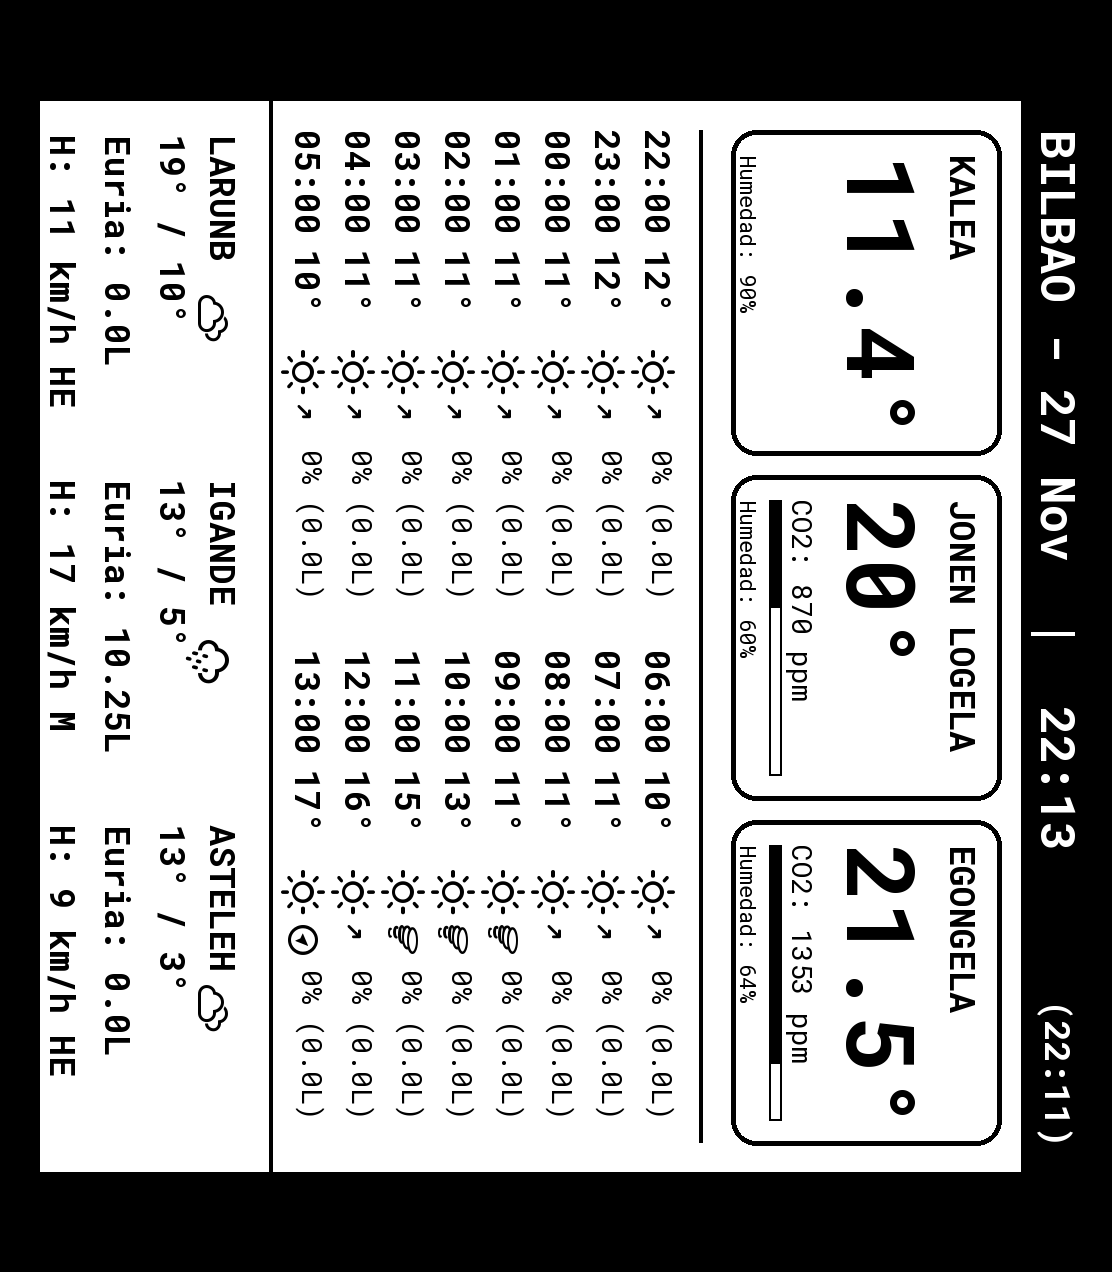 BILBAO - 27 Nov | 22:13 (22:11)
KALEA
11.4°
Humedad: 90%
JONEN LOGELA
20°
CO2: 870 ppm
Humedad: 60%
EGONGELA
21.5°
CO2: 1353 ppm
Humedad: 64%
22:00 12° ↗ 0% (0.0L)
23:00 12° ↗ 0% (0.0L)
00:00 11° ↗ 0% (0.0L)
01:00 11° ↗ 0% (0.0L)
02:00 11° ↗ 0% (0.0L)
03:00 11° ↗ 0% (0.0L)
04:00 11° ↗ 0% (0.0L)
05:00 10° ↗ 0% (0.0L)
06:00 10° ↗ 0% (0.0L)
07:00 11° ↗ 0% (0.0L)
08:00 11° ↗ 0% (0.0L)
09:00 11° 0% (0.0L)
10:00 13° 0% (0.0L)
11:00 15° 0% (0.0L)
12:00 16° ↗ 0% (0.0L)
13:00 17° 0% (0.0L)
LARUNB
19° / 10°
Euria: 0.0L
H: 11 km/h HE
IGANDE
13° / 5°
Euria: 10.25L
H: 17 km/h M
ASTELEH
13° / 3°
Euria: 0.0L
H: 9 km/h HE